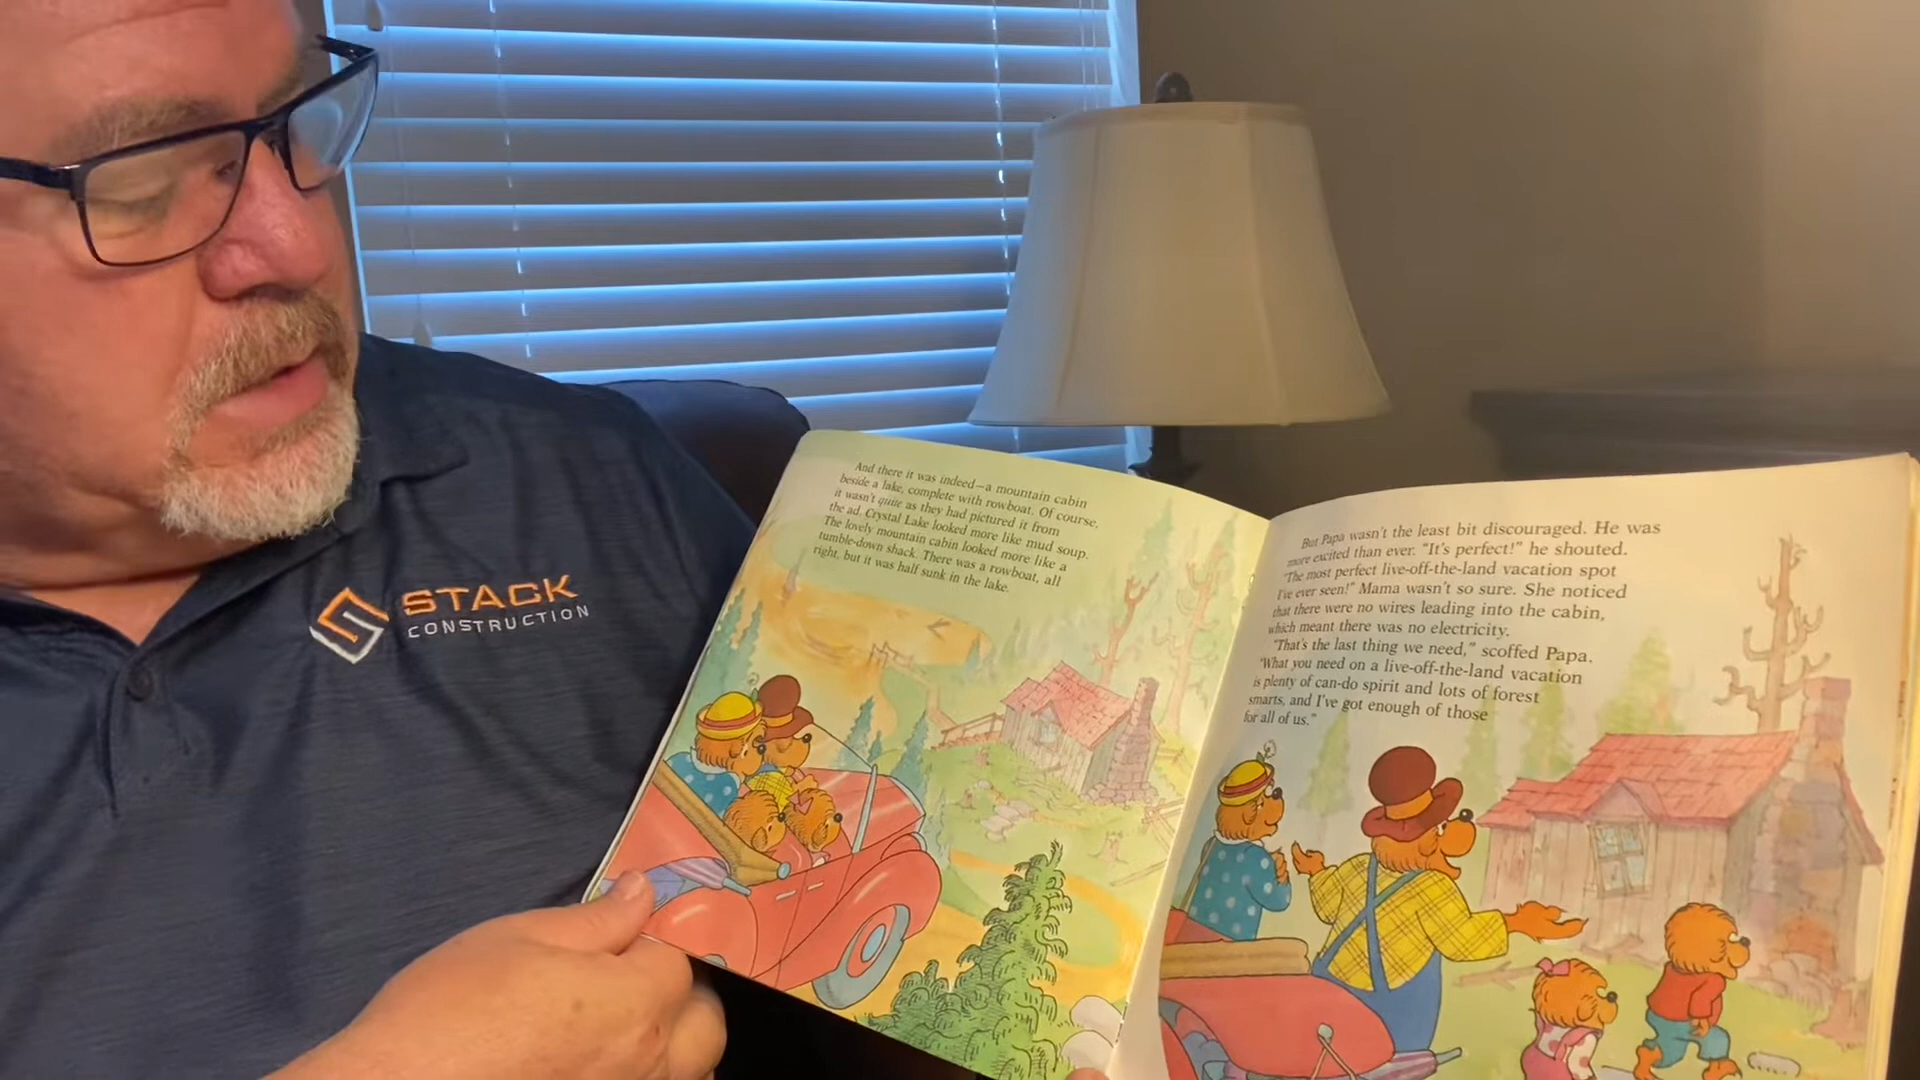 STACK
CONSTRUCTION
And there it was indeed—a mountain cabin
beside a lake, complete with rowboat. Of course,
it wasn't quite as they had pictured it from
the ad. Crystal Lake looked more like mud soup.
The lovely mountain cabin looked more like a
tumble-down shack. There was a rowboat, all
right, but it was half sunk in the lake.
But Papa wasn't the least bit discouraged. He was
more excited than ever. "It's perfect!" he shouted.
"The most perfect live-off-the-land vacation spot
I've ever seen!" Mama wasn't so sure. She noticed
that there were no wires leading into the cabin,
which meant there was no electricity.
"That's the last thing we need," scoffed Papa.
"What you need on a live-off-the-land vacation
is plenty of can-do spirit and lots of forest
smarts, and I've got enough of those
for all of us."